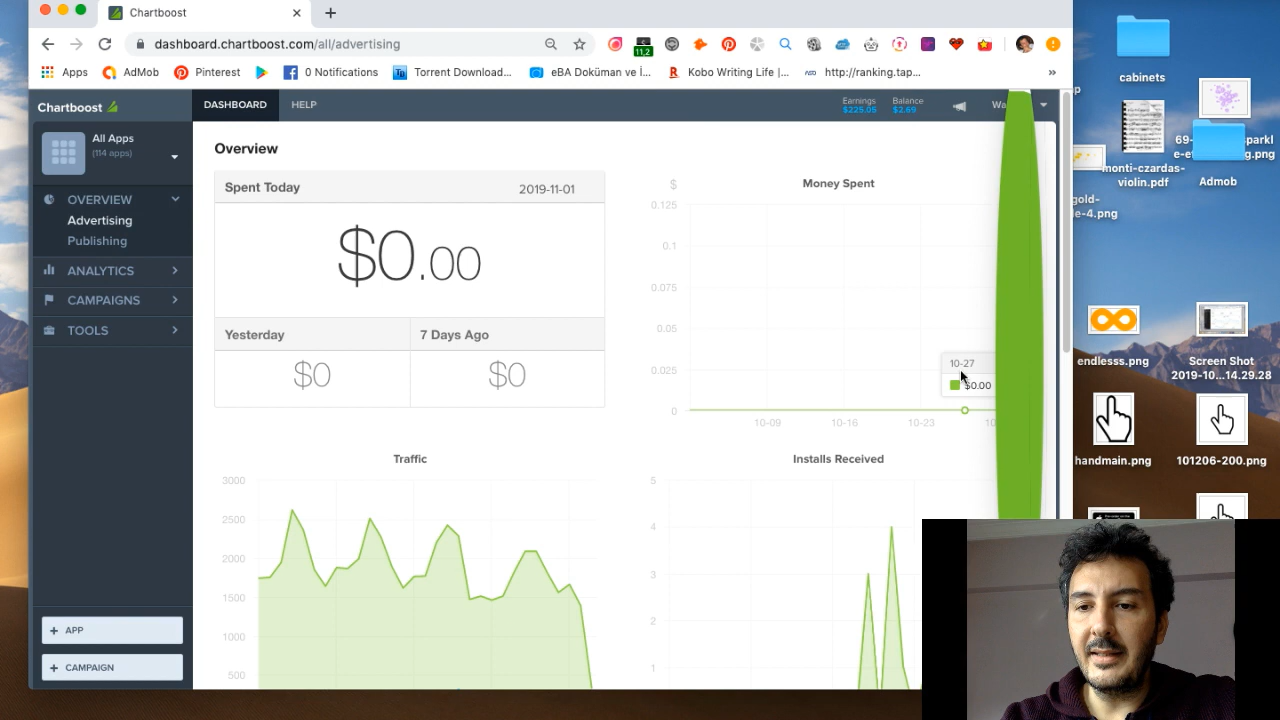 Chartboost
dashboard.chartboost.com/all/advertising
11,2
Apps
AdMob
Pinterest
0 Notifications
Torrent Download...
eBA Doküman ve İ...
Kobo Writing Life |...
http://ranking.tap...
»
Chartboost
DASHBOARD
HELP
Earnings
$225.05
Balance
$2.69
All Apps
(114 apps)
OVERVIEW
Advertising
Publishing
ANALYTICS
CAMPAIGNS
TOOLS
+ APP
+ CAMPAIGN
Overview
Spent Today
2019-11-01
$0.00
Yesterday
7 Days Ago
$0
$0
Money Spent
$
0.125
0.1
0.075
0.05
0.025
0
10-09
10-16
10-23
10-27
$0.00
Traffic
3000
2500
2000
1500
1000
500
Installs Received
5
4
3
2
1
cabinets
monti-czardas-
violin.pdf
Admob
endlesss.png
Screen Shot
2019-10...14.29.28
handmain.png
101206-200.png